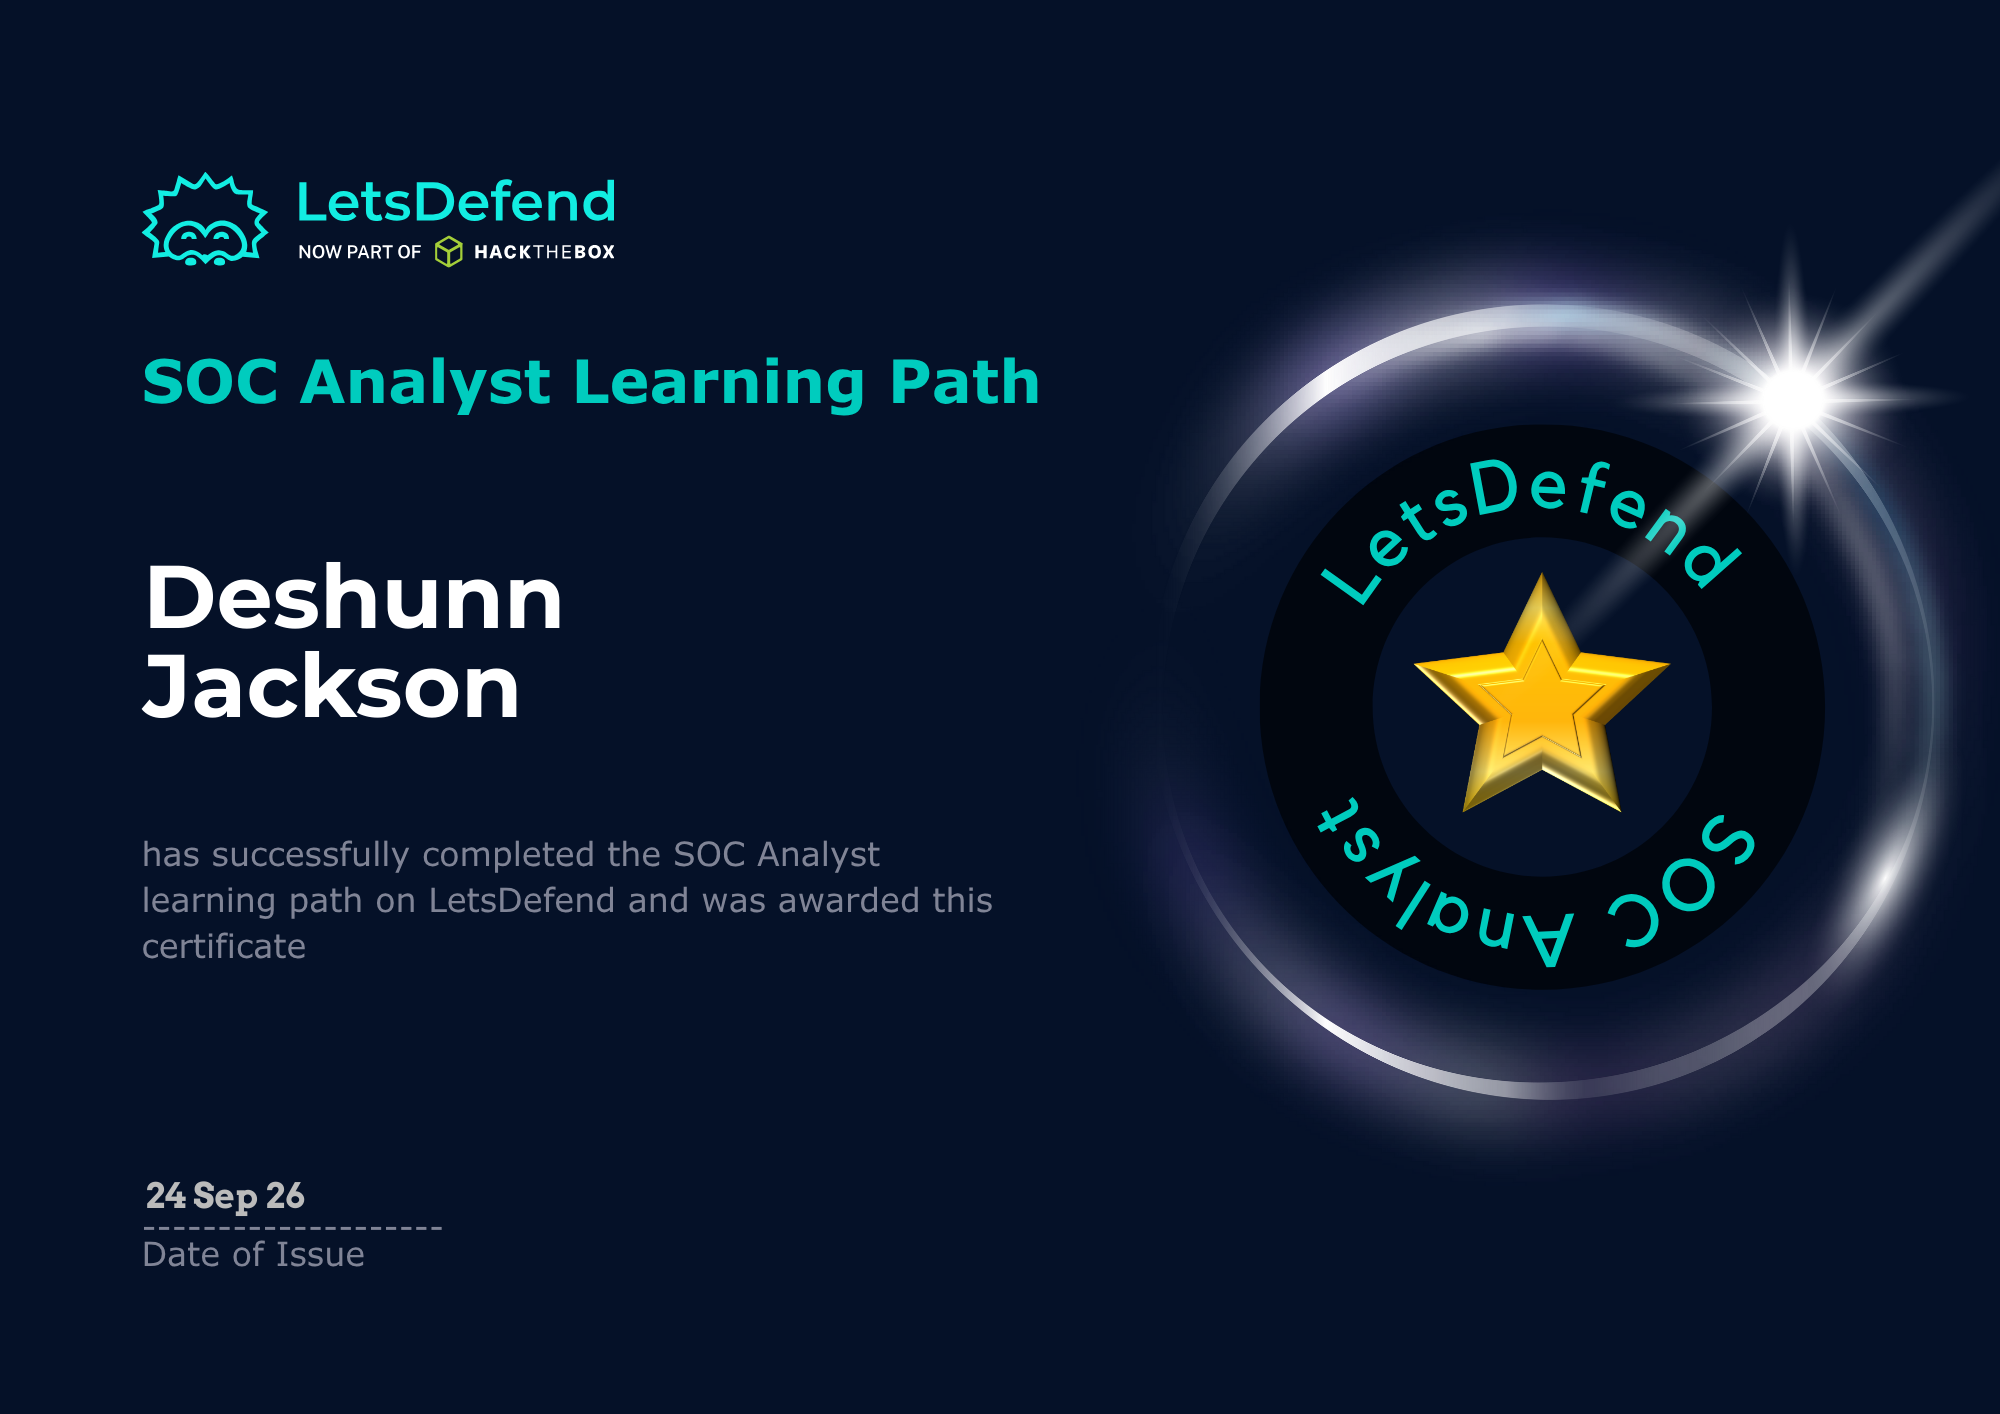 LetsDefend
NOW PART OF HACKTHEBOX
SOC Analyst Learning Path
Deshunn
Jackson
has successfully completed the SOC Analyst
learning path on LetsDefend and was awarded this
certificate
24 Sep 26
--------------------
Date of Issue
LetsDefend
SOC Analyst